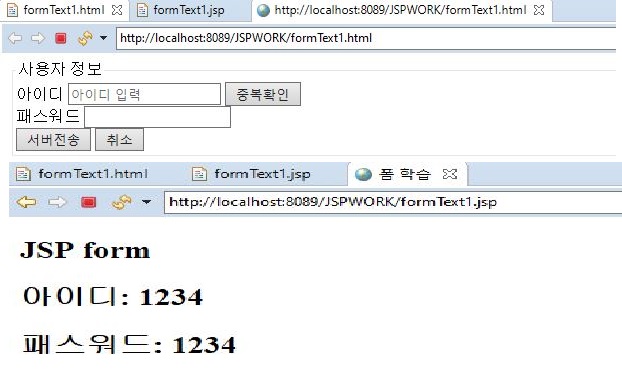 formText1.html formText1.jsp http://localhost:8089/JSPWORK/formText1.html
http://localhost:8089/JSPWORK/formText1.html
사용자 정보
아이디 아이디 입력 중복확인
패스워드
서버전송 취소
formText1.html formText1.jsp 폼 학습
http://localhost:8089/JSPWORK/formText1.jsp
JSP form
아이디: 1234
패스워드: 1234